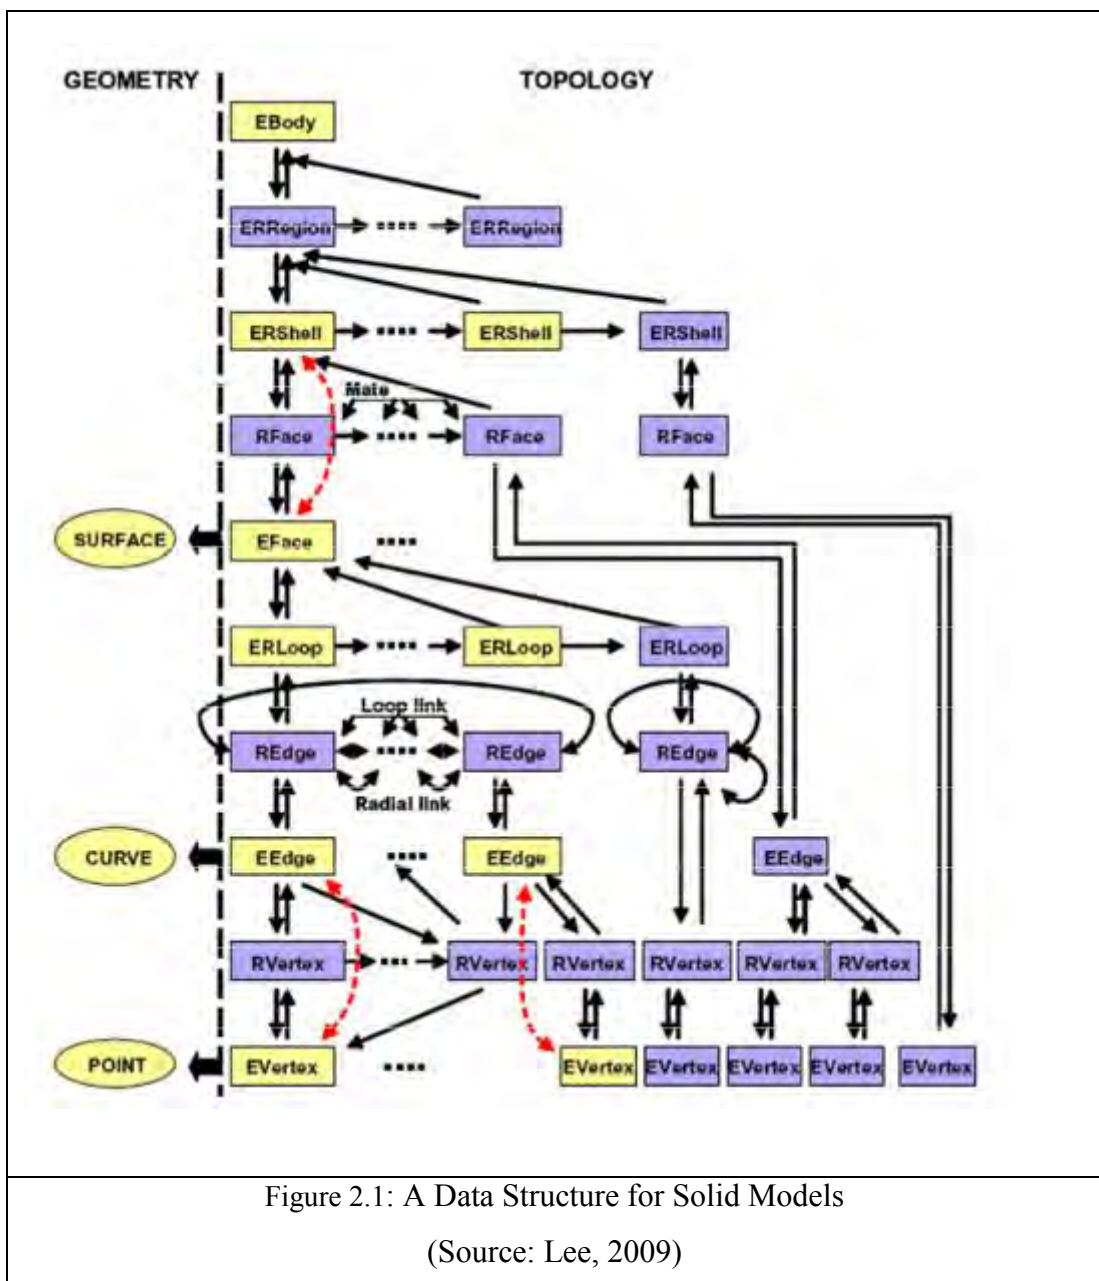 GEOMETRY TOPOLOGY
EBody
ERRegion ERRegion
ERShell ERShell ERShell
Mate
RFace RFace RFace
SURFACE EFace
ERLoop ERLoop ERLoop
Loop link
REdge REdge REdge
Radial link
CURVE EEdge EEdge EEdge
RVertex RVertex RVertex RVertex RVertex RVertex
POINT EVertex EVertex EVertex EVertex EVertex EVertex
Figure 2.1: A Data Structure for Solid Models
(Source: Lee, 2009)